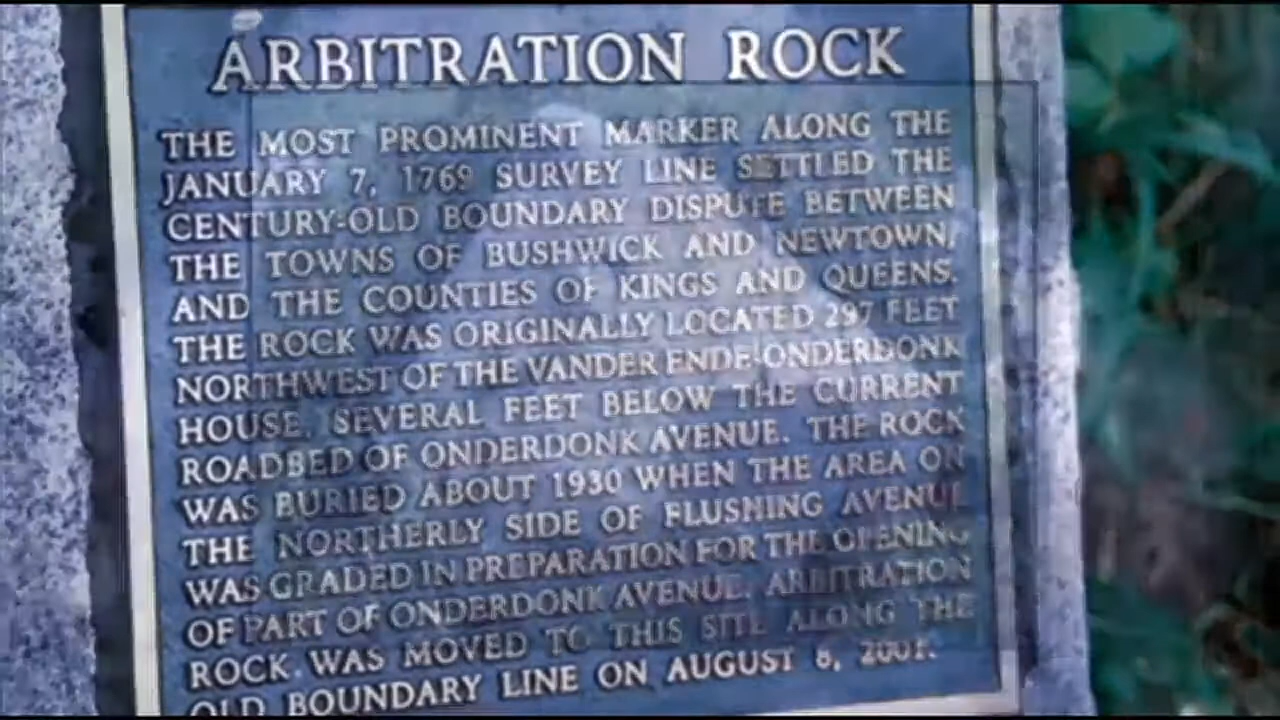 ARBITRATION ROCK
THE MOST PROMINENT MARKER ALONG THE
JANUARY 7, 1769 SURVEY LINE SETTLED THE
CENTURY-OLD BOUNDARY DISPUTE BETWEEN
THE TOWNS OF BUSHWICK AND NEWTOWN,
AND THE COUNTIES OF KINGS AND QUEENS.
THE ROCK WAS ORIGINALLY LOCATED 297 FEET
NORTHWEST OF THE VANDER ENDE-ONDERDONK
HOUSE, SEVERAL FEET BELOW THE CURRENT
ROADBED OF ONDERDONK AVENUE. THE ROCK
WAS BURIED ABOUT 1930 WHEN THE AREA ON
THE NORTHERLY SIDE OF FLUSHING AVENUE
WAS GRADED IN PREPARATION FOR THE OPENING
OF PART OF ONDERDONK AVENUE. ARBITRATION
ROCK WAS MOVED TO THIS SITE ALONG THE
OLD BOUNDARY LINE ON AUGUST 8, 2001.